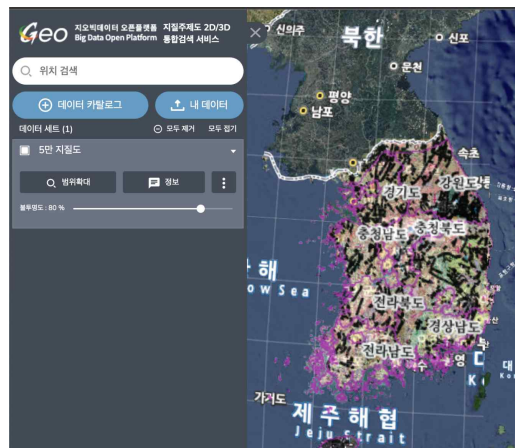 Geo 지오빅데이터 오픈플랫폼 지질주제도 2D/3D
Big Data Open Platform 통합검색 서비스
위치 검색
데이터 카탈로그
내 데이터
데이터 세트 (1)
모두 제거
모두 접기
5만 지질도
범위확대
정보
불투명도 : 80 %
신의주
북한
신포
문천
평양
남포
속초
경기도
강원도
강릉
충청남도
충청북도
해
ow Sea
전라북도
경상남도
전라남도
수
영
대
가거도
제주해협
Jeju Strait